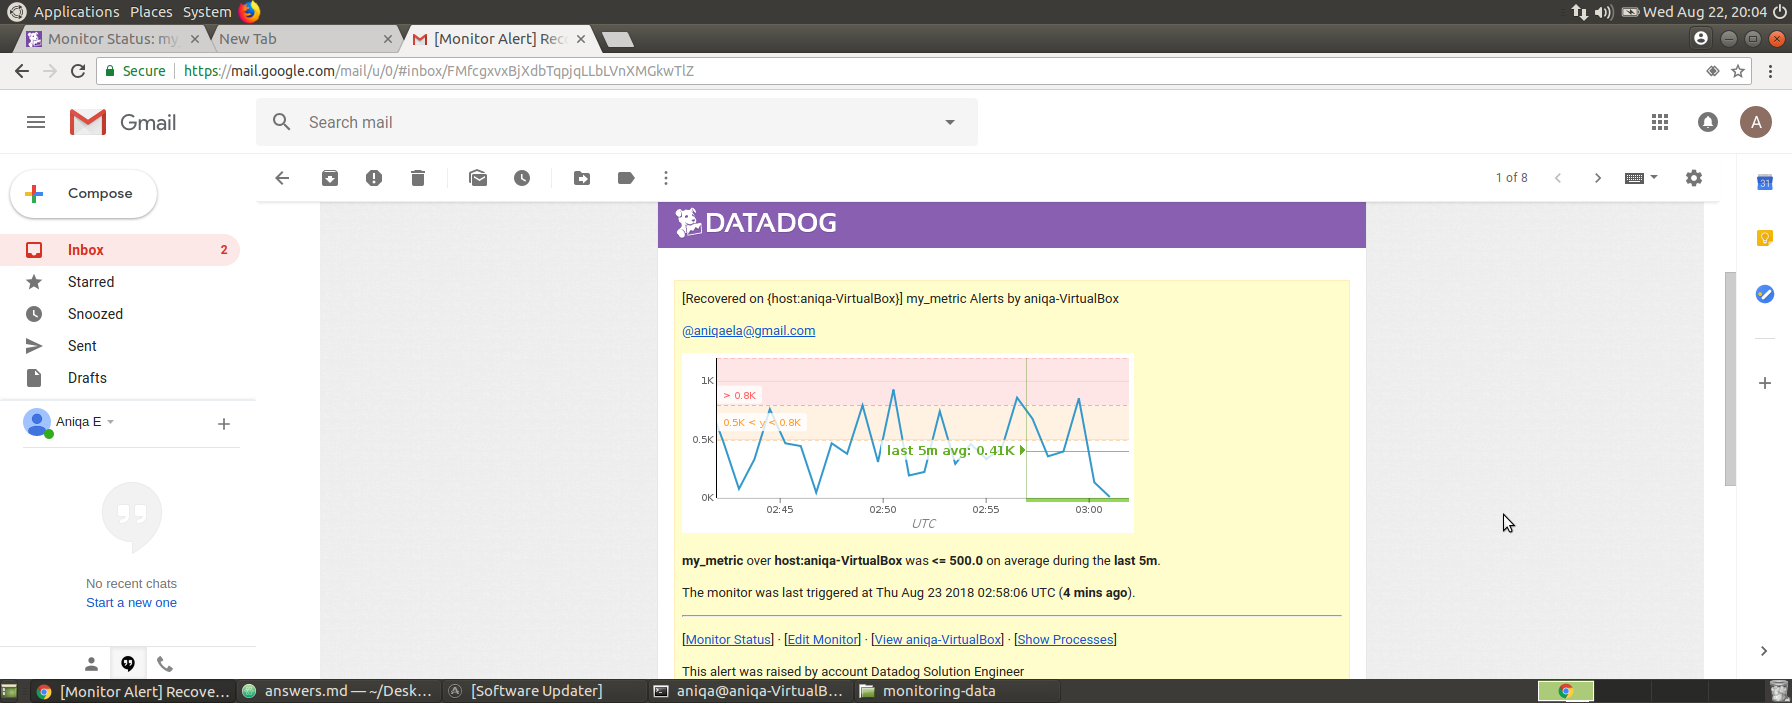 Applications Places System
Wed Aug 22, 20:04
Monitor Status: my
New Tab
[Monitor Alert] Rec
Secure https://mail.google.com/mail/u/0/#inbox/FMfcgxvxBjXdbTqpjqLLbLVnXMGkwTlZ
Gmail
Search mail
A
Compose
1 of 8
31
Inbox 2
Starred
Snoozed
Sent
Drafts
Aniqa E
No recent chats
Start a new one
DATADOG
[Recovered on {host:aniqa-VirtualBox}] my_metric Alerts by aniqa-VirtualBox
@aniqaela@gmail.com
1K
> 0.8K
0.5K < y < 0.8K
0.5K
last 5m avg: 0.41K
0K
02:45 02:50 02:55 03:00
UTC
my_metric over host:aniqa-VirtualBox was <= 500.0 on average during the last 5m.
The monitor was last triggered at Thu Aug 23 2018 02:58:06 UTC (4 mins ago).
[Monitor Status] · [Edit Monitor] · [View aniqa-VirtualBox] · [Show Processes]
This alert was raised by account Datadog Solution Engineer
[Monitor Alert] Recove...
answers.md — ~/Desk...
[Software Updater]
aniqa@aniqa-VirtualB...
monitoring-data